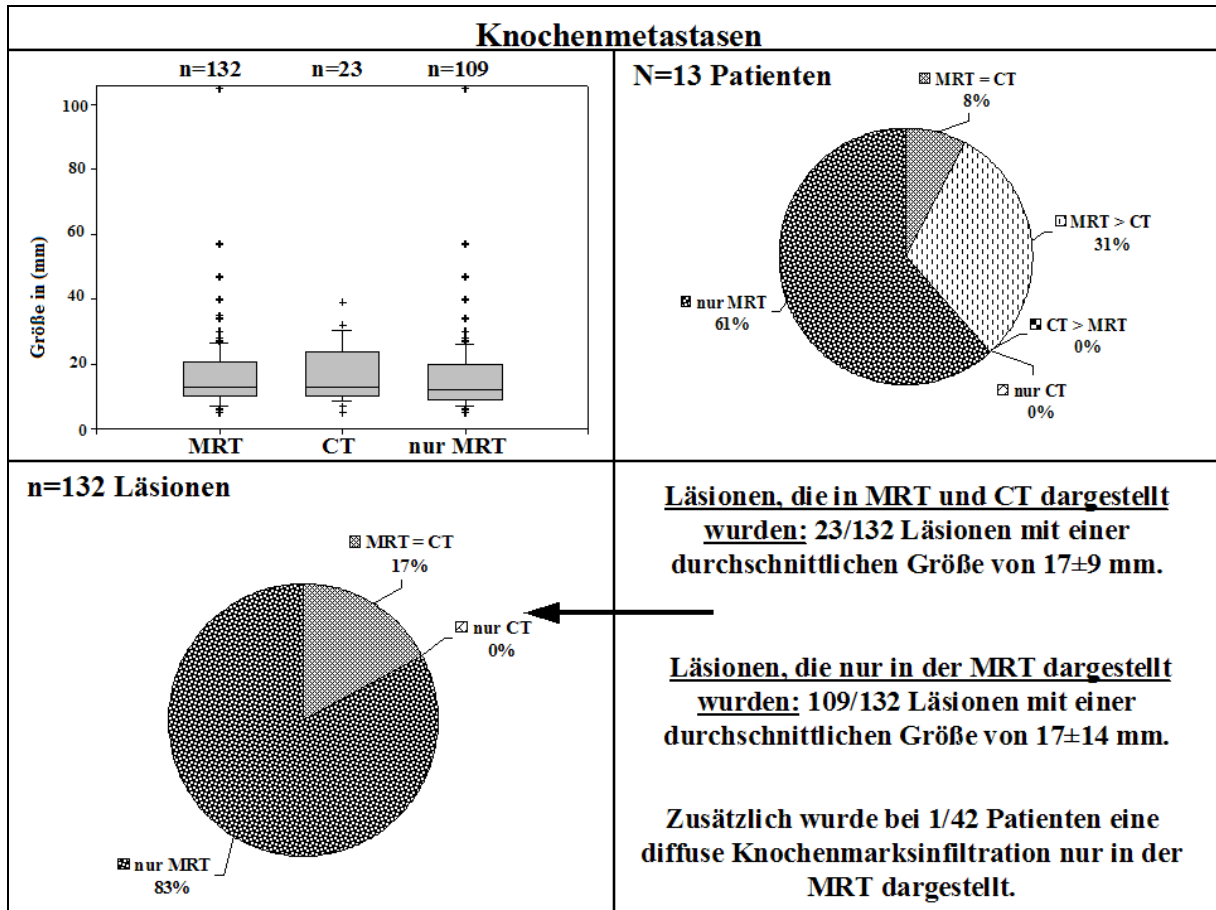 Knochenmetastasen
n=132 n=23 n=109
100
80
60
40
20
0
Größe in (mm)
MRT CT nur MRT
N=13 Patienten
MRT = CT
8%
MRT > CT
31%
nur MRT
61%
CT > MRT
0%
nur CT
0%
n=132 Läsionen
MRT = CT
17%
nur CT
0%
nur MRT
83%
Läsionen, die in MRT und CT dargestellt
wurden: 23/132 Läsionen mit einer
durchschnittlichen Größe von 17±9 mm.
Läsionen, die nur in der MRT dargestellt
wurden: 109/132 Läsionen mit einer
durchschnittlichen Größe von 17±14 mm.
Zusätzlich wurde bei 1/42 Patienten eine
diffuse Knochenmarksinfiltration nur in der
MRT dargestellt.